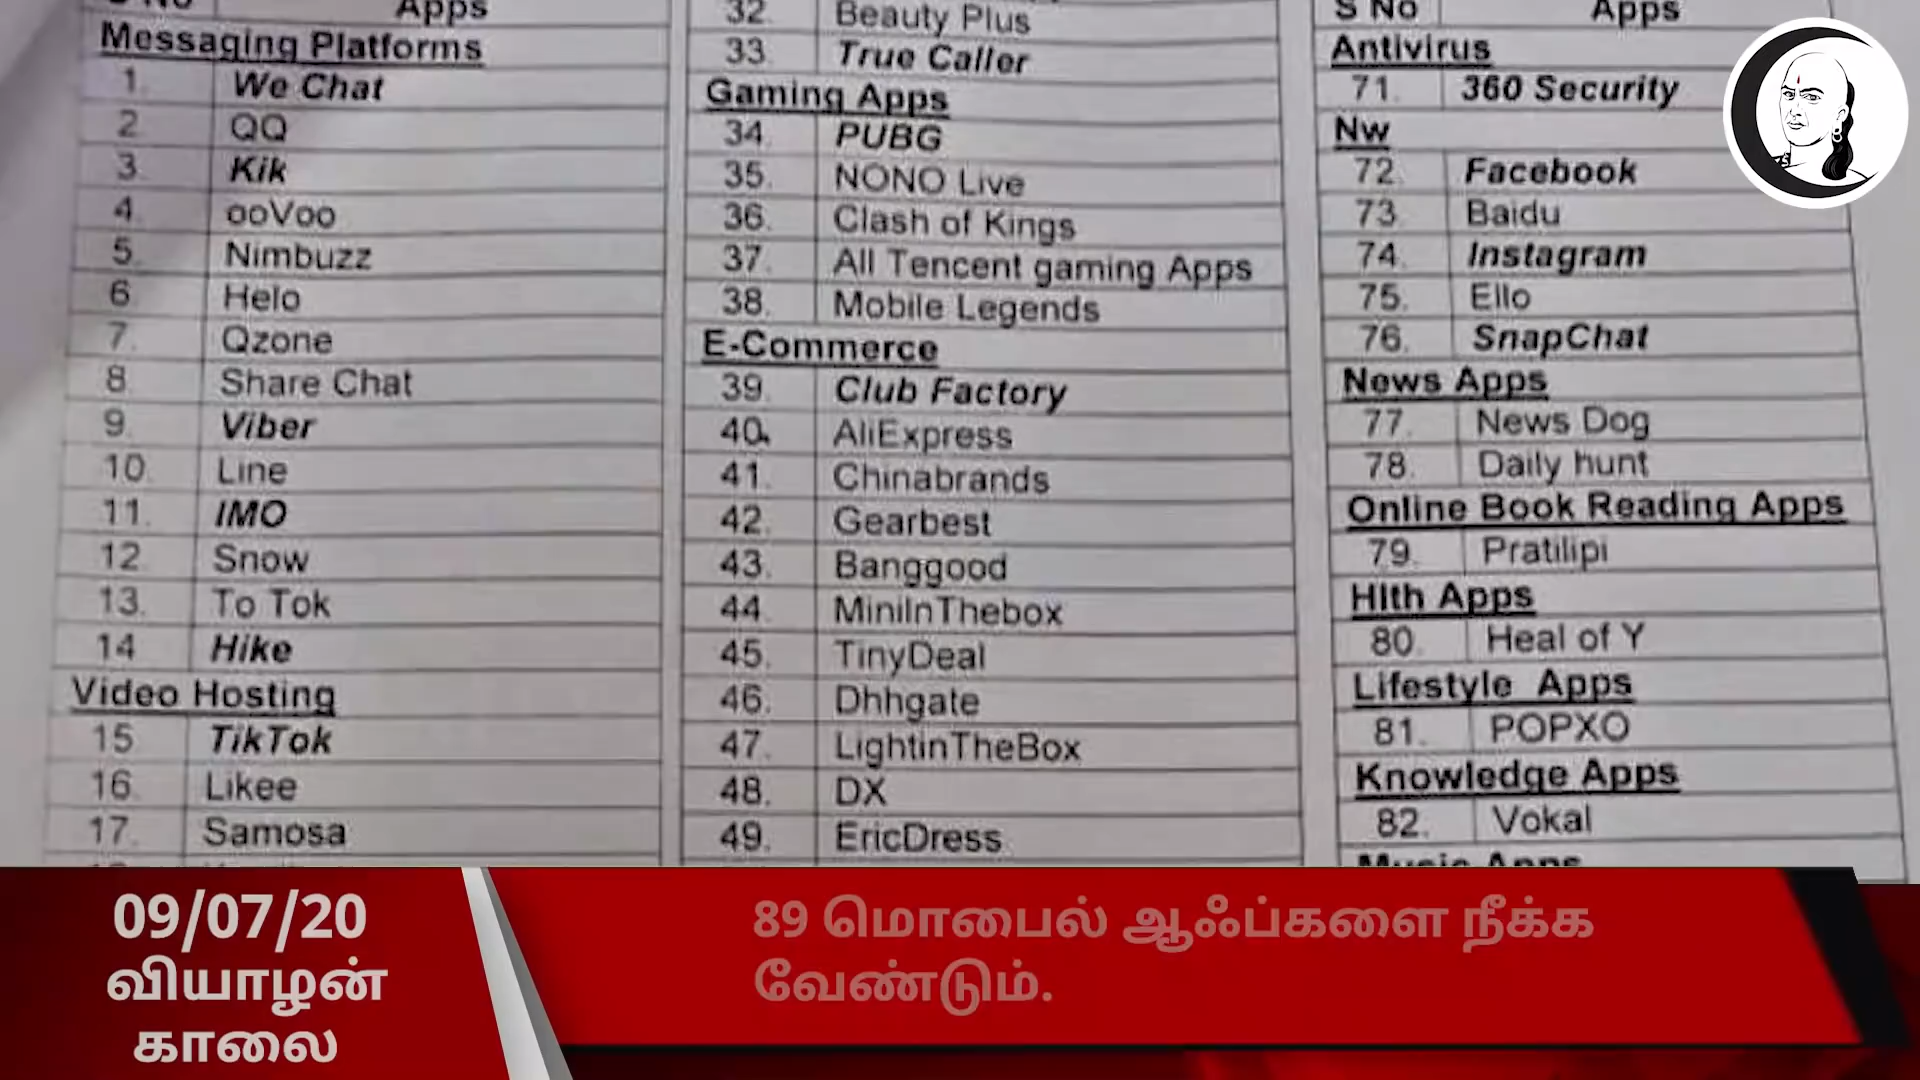 S No Apps
Messaging Platforms
1. We Chat
2 QQ
3. Kik
4. ooVoo
5. Nimbuzz
6 Helo
7. Qzone
8 Share Chat
9. Viber
10. Line
11. IMO
12 Snow
13. To Tok
14 Hike
Video Hosting
15 TikTok
16. Likee
17. Samosa
32. Beauty Plus
33. True Caller
Gaming Apps
34. PUBG
35. NONO Live
36. Clash of Kings
37. All Tencent gaming Apps
38. Mobile Legends
E-Commerce
39. Club Factory
40. AliExpress
41. Chinabrands
42. Gearbest
43. Banggood
44. MiniInThebox
45. TinyDeal
46. Dhhgate
47. LightinTheBox
48. DX
49. EricDress
S No Apps
Antivirus
71. 360 Security
Nw
72. Facebook
73. Baidu
74. Instagram
75. Ello
76. SnapChat
News Apps
77. News Dog
78. Daily hunt
Online Book Reading Apps
79. Pratilipi
Hlth Apps
80. Heal of Y
Lifestyle Apps
81. POPXO
Knowledge Apps
82. Vokal
Music Apps
09/07/20
வியாழன்
காலை
89 மொபைல் ஆஃப்களை நீக்க
வேண்டும்.